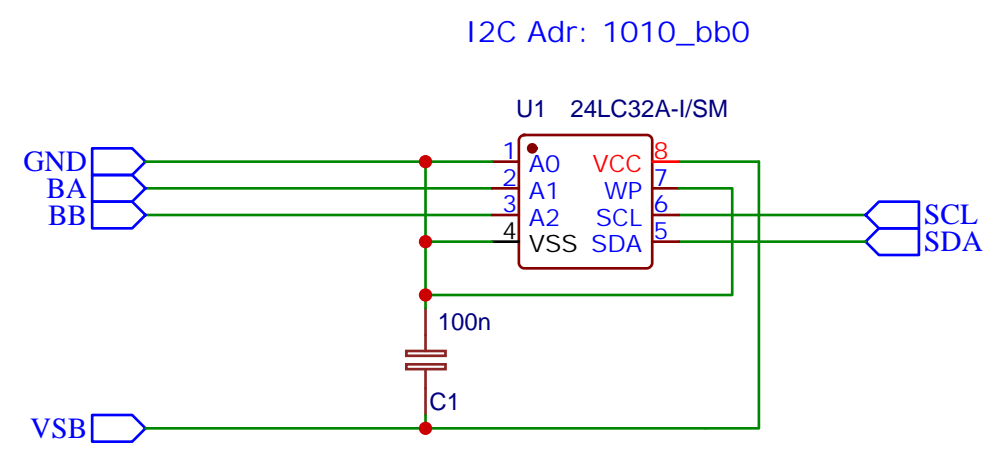 I2C Adr: 1010_bb0
U1 24LC32A-I/SM
GND 1 A0 VCC 8
BA 2 A1 WP 7
BB 3 A2 SCL 6 SCL
4 VSS SDA 5 SDA
100n
C1
VSB